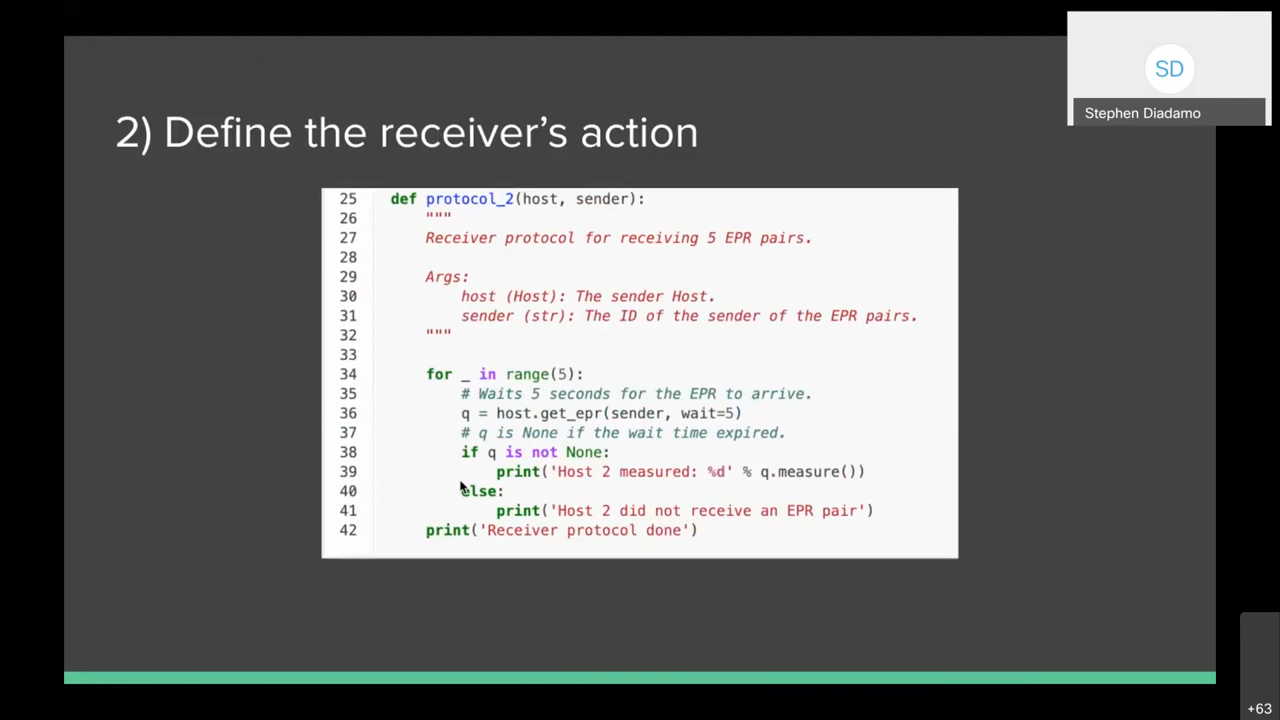 SD
Stephen Diadamo
2) Define the receiver's action
25 def protocol_2(host, sender):
26 """
27 Receiver protocol for receiving 5 EPR pairs.
28
29 Args:
30 host (Host): The sender Host.
31 sender (str): The ID of the sender of the EPR pairs.
32 """
33
34 for _ in range(5):
35 # Waits 5 seconds for the EPR to arrive.
36 q = host.get_epr(sender, wait=5)
37 # q is None if the wait time expired.
38 if q is not None:
39 print('Host 2 measured: %d' % q.measure())
40 else:
41 print('Host 2 did not receive an EPR pair')
42 print('Receiver protocol done')
+63